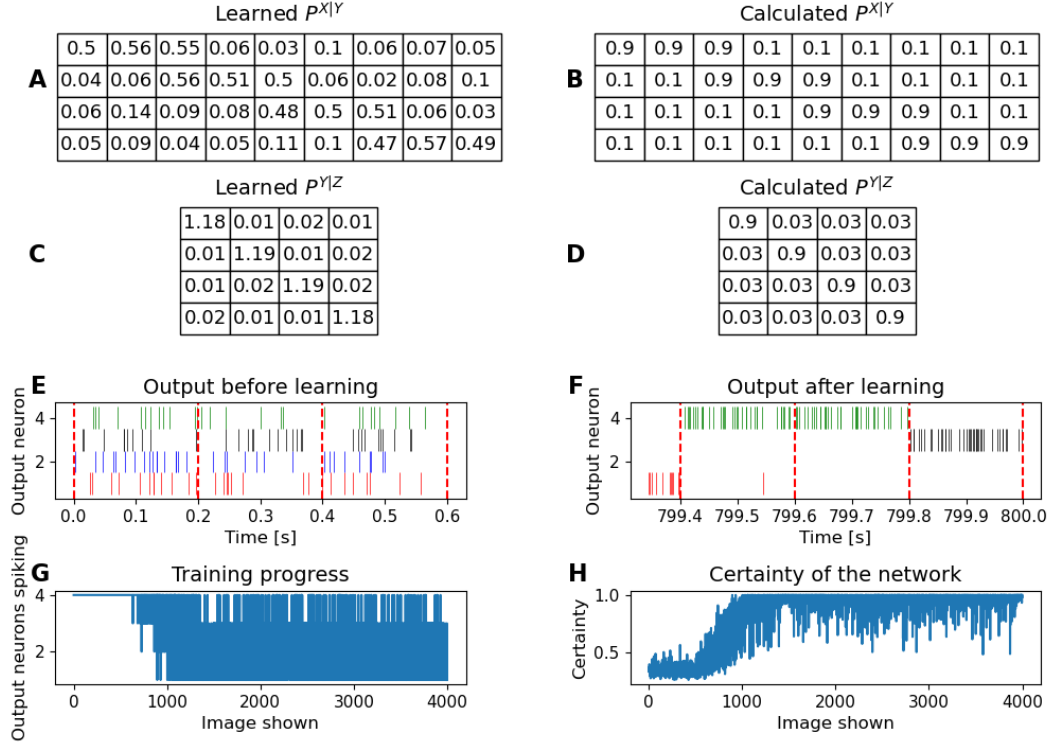 Learned P^{X|Y}
A
0.5 0.56 0.55 0.06 0.03 0.1 0.06 0.07 0.05
0.04 0.06 0.56 0.51 0.5 0.06 0.02 0.08 0.1
0.06 0.14 0.09 0.08 0.48 0.5 0.51 0.06 0.03
0.05 0.09 0.04 0.05 0.11 0.1 0.47 0.57 0.49
Calculated P^{X|Y}
B
0.9 0.9 0.9 0.1 0.1 0.1 0.1 0.1 0.1
0.1 0.1 0.9 0.9 0.9 0.1 0.1 0.1 0.1
0.1 0.1 0.1 0.1 0.9 0.9 0.9 0.1 0.1
0.1 0.1 0.1 0.1 0.1 0.1 0.9 0.9 0.9
Learned P^{Y|Z}
C
1.18 0.01 0.02 0.01
0.01 1.19 0.01 0.02
0.01 0.02 1.19 0.02
0.02 0.01 0.01 1.18
Calculated P^{Y|Z}
D
0.9 0.03 0.03 0.03
0.03 0.9 0.03 0.03
0.03 0.03 0.9 0.03
0.03 0.03 0.03 0.9
E
Output before learning
Output neuron
4
2
0.0 0.1 0.2 0.3 0.4 0.5 0.6
Time [s]
F
Output after learning
Output neuron
4
2
799.4 799.5 799.6 799.7 799.8 799.9 800.0
Time [s]
G
Training progress
Output neurons spiking
4
2
0 1000 2000 3000 4000
Image shown
H
Certainty of the network
Certainty
1.0
0.5
0 1000 2000 3000 4000
Image shown